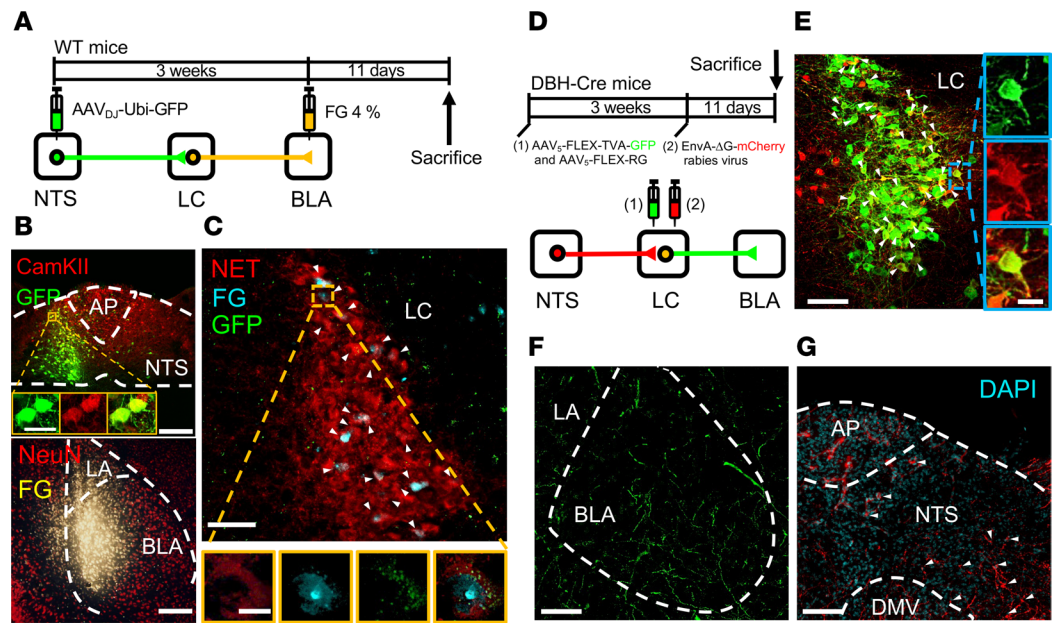 A
WT mice
3 weeks
11 days
AAVDJ-Ubi-GFP
FG 4 %
Sacrifice
NTS
LC
BLA
B
CamKII
GFP
AP
NTS
NeuN
FG
LA
BLA
C
NET
FG
GFP
LC
D
Sacrifice
DBH-Cre mice
3 weeks
11 days
(1) AAV5-FLEX-TVA-GFP
and AAV5-FLEX-RG
(2) EnvA-ΔG-mCherry
rabies virus
(1)
(2)
NTS
LC
BLA
E
LC
F
LA
BLA
G
DAPI
AP
NTS
DMV